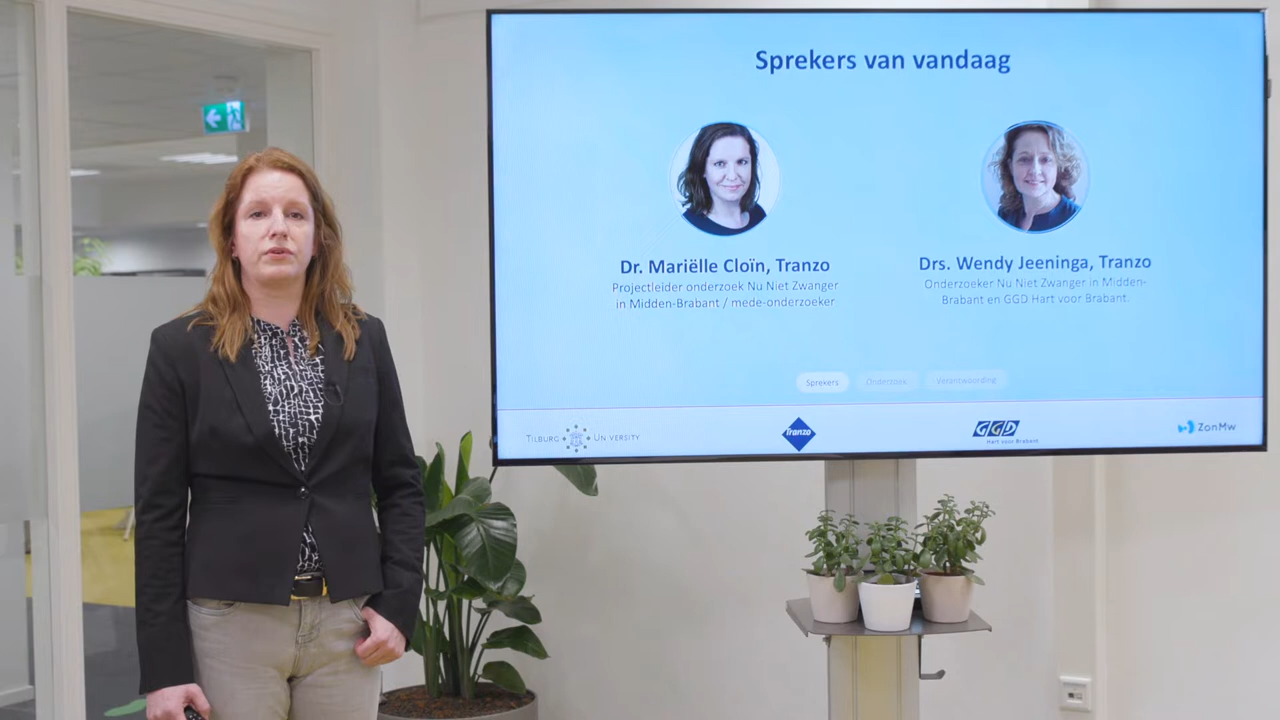 Sprekers van vandaag
Dr. Mariëlle Cloïn, Tranzo
Projectleider onderzoek Nu Niet Zwanger
in Midden-Brabant / mede-onderzoeker
Drs. Wendy Jeeninga, Tranzo
Onderzoeker Nu Niet Zwanger in Midden-
Brabant en GGD Hart voor Brabant.
Sprekers
Onderzoek
Verantwoording
TILBURG UNIVERSITY
Tranzo
GGD
Hart voor Brabant
ZonMw